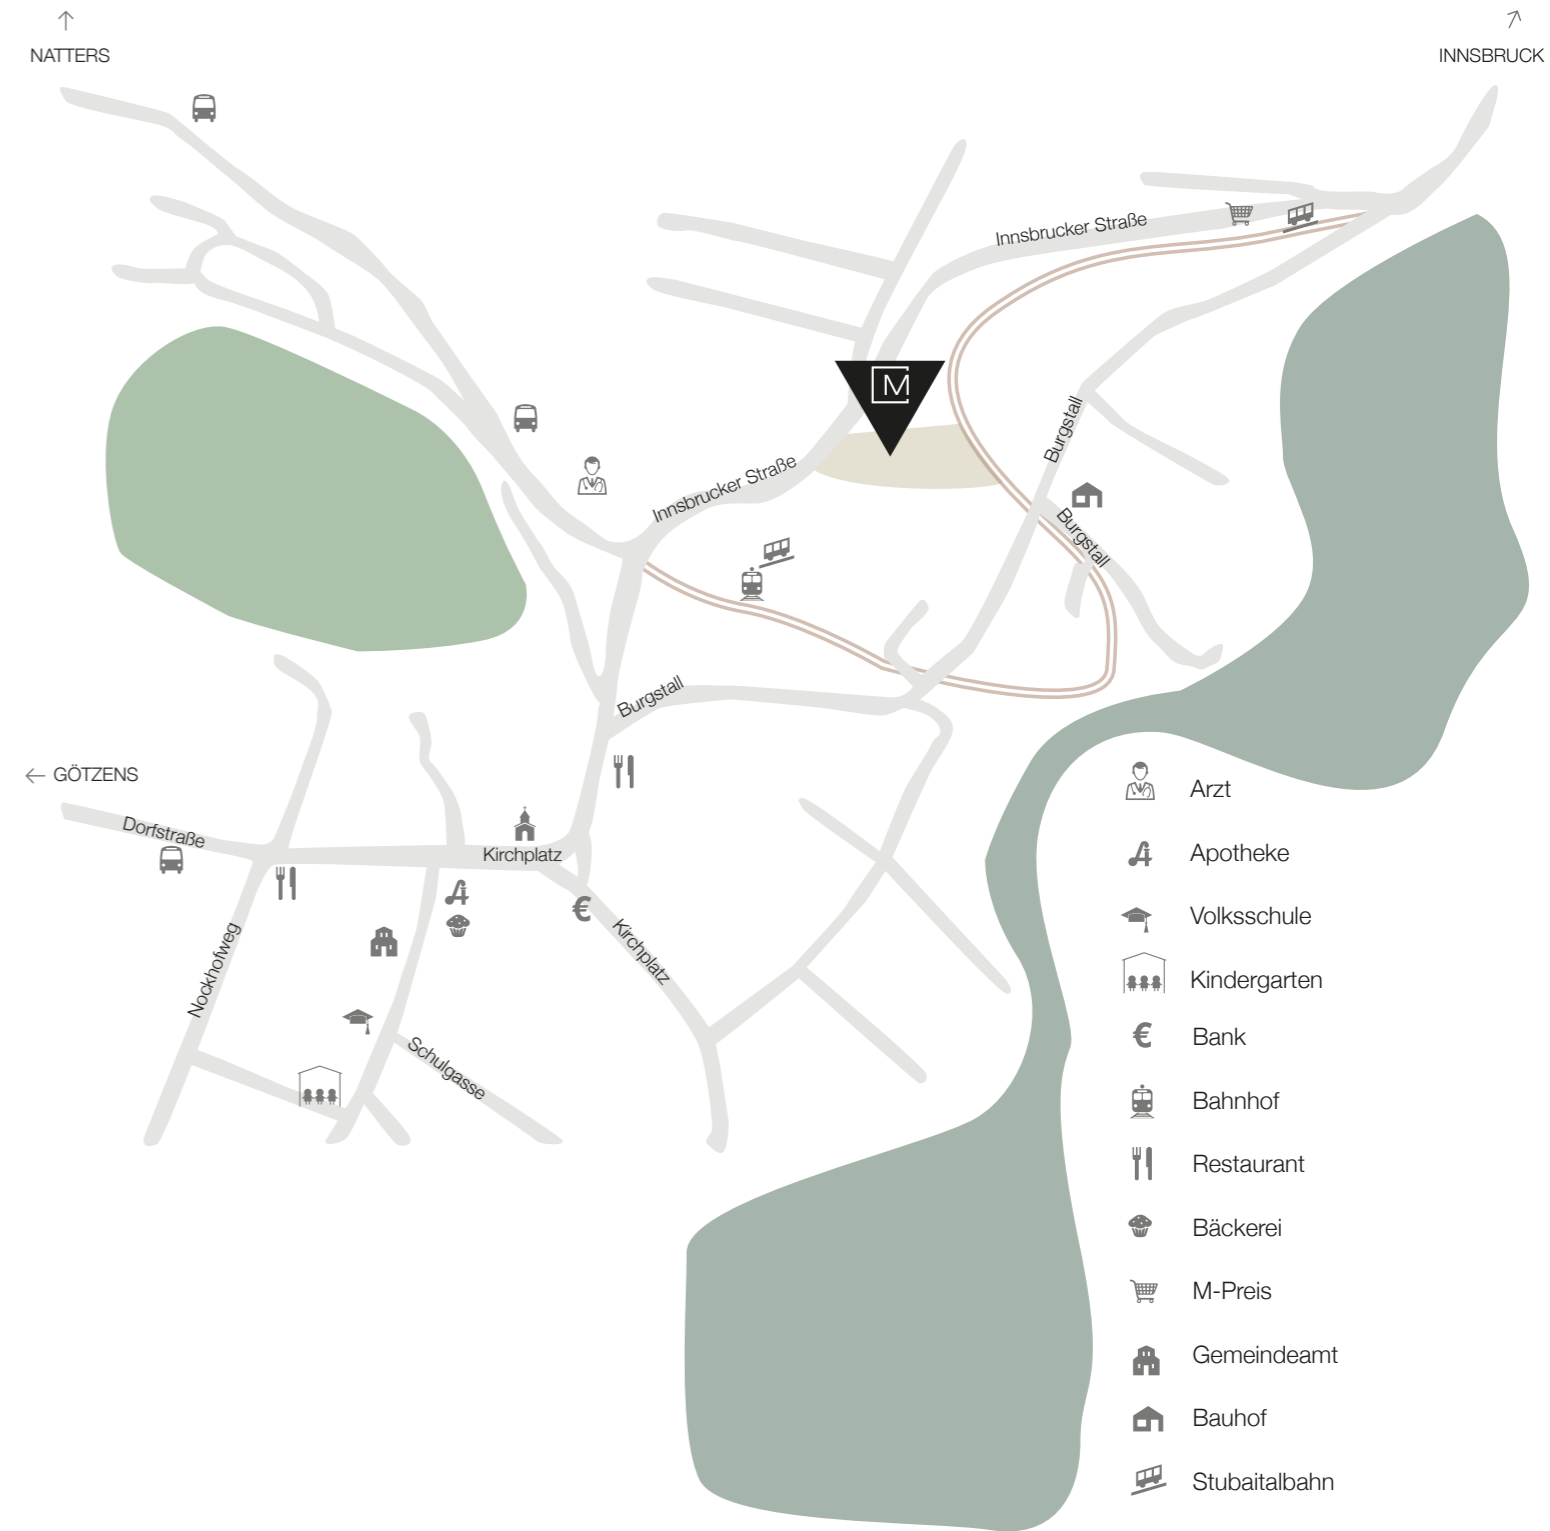 NATTERS
INNSBRUCK
Innsbrucker Straße
M
Burgstall
Innsbrucker Straße
Burgstall
Burgstall
GÖTZENS
Dorfstraße
Kirchplatz
€
Kirchplatz
Nockhofweg
Schulgasse
Arzt
Apotheke
Volksschule
Kindergarten
€ Bank
Bahnhof
Restaurant
Bäckerei
M-Preis
Gemeindeamt
Bauhof
Stubaitalbahn